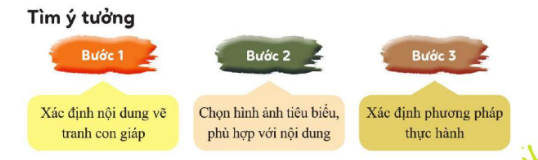 Tìm ý tưởng
Bước 1
Bước 2
Bước 3
Xác định nội dung vẽ
tranh con giáp
Chọn hình ảnh tiêu biểu,
phù hợp với nội dung
Xác định phương pháp
thực hành